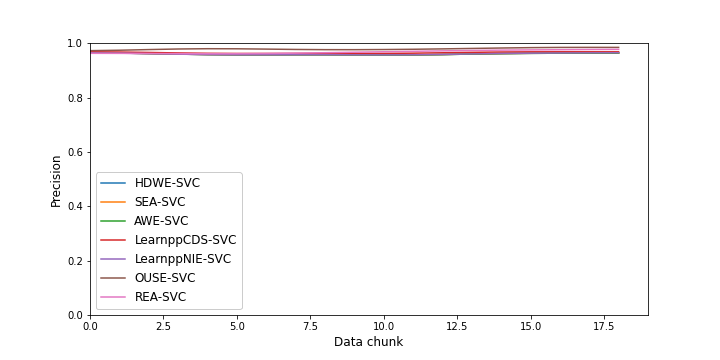 1.0
0.8
0.6
0.4
0.2
0.0
Precision
HDWE-SVC
SEA-SVC
AWE-SVC
LearnppCDS-SVC
LearnppNIE-SVC
OUSE-SVC
REA-SVC
0.0 2.5 5.0 7.5 10.0 12.5 15.0 17.5
Data chunk